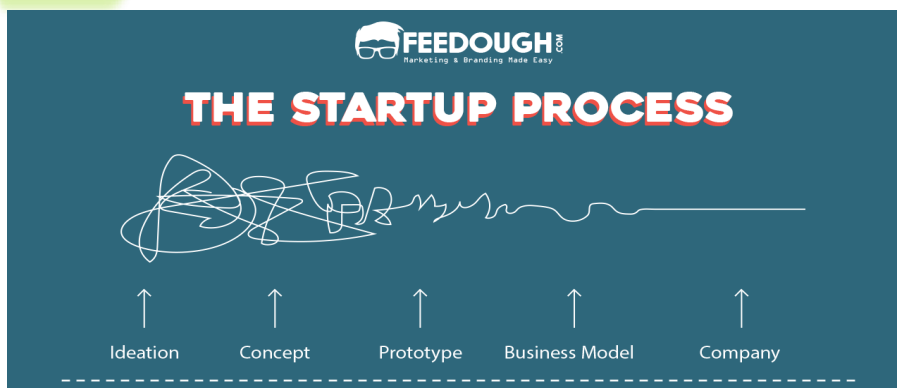 FEEDOUGH.COM
Marketing & Branding Made Easy
THE STARTUP PROCESS
Ideation Concept Prototype Business Model Company